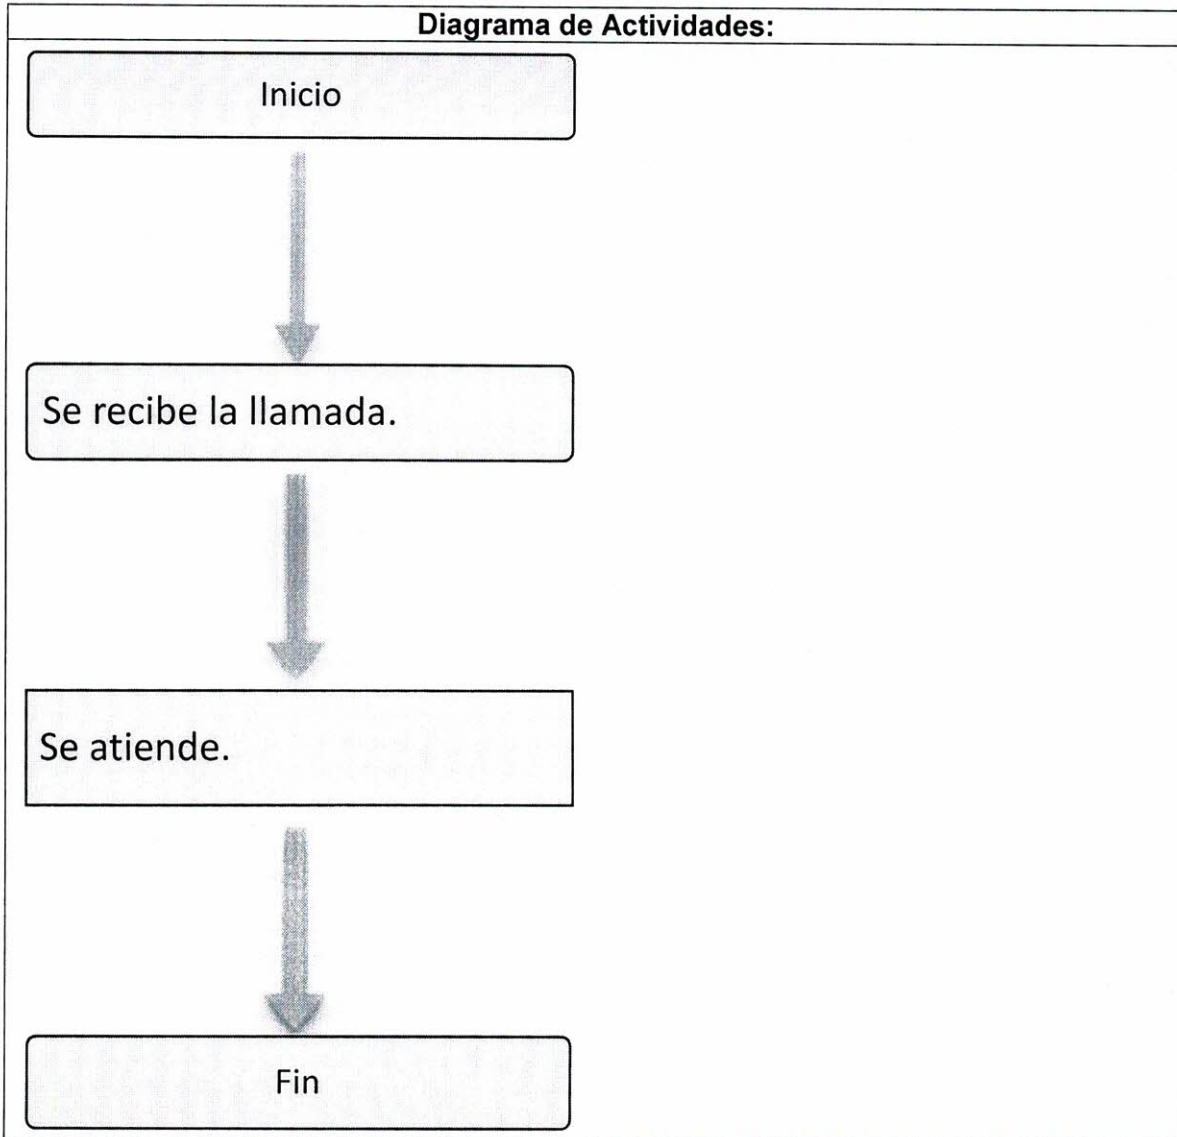 Diagrama de Actividades:
Inicio
Se recibe la llamada.
Se atiende.
Fin